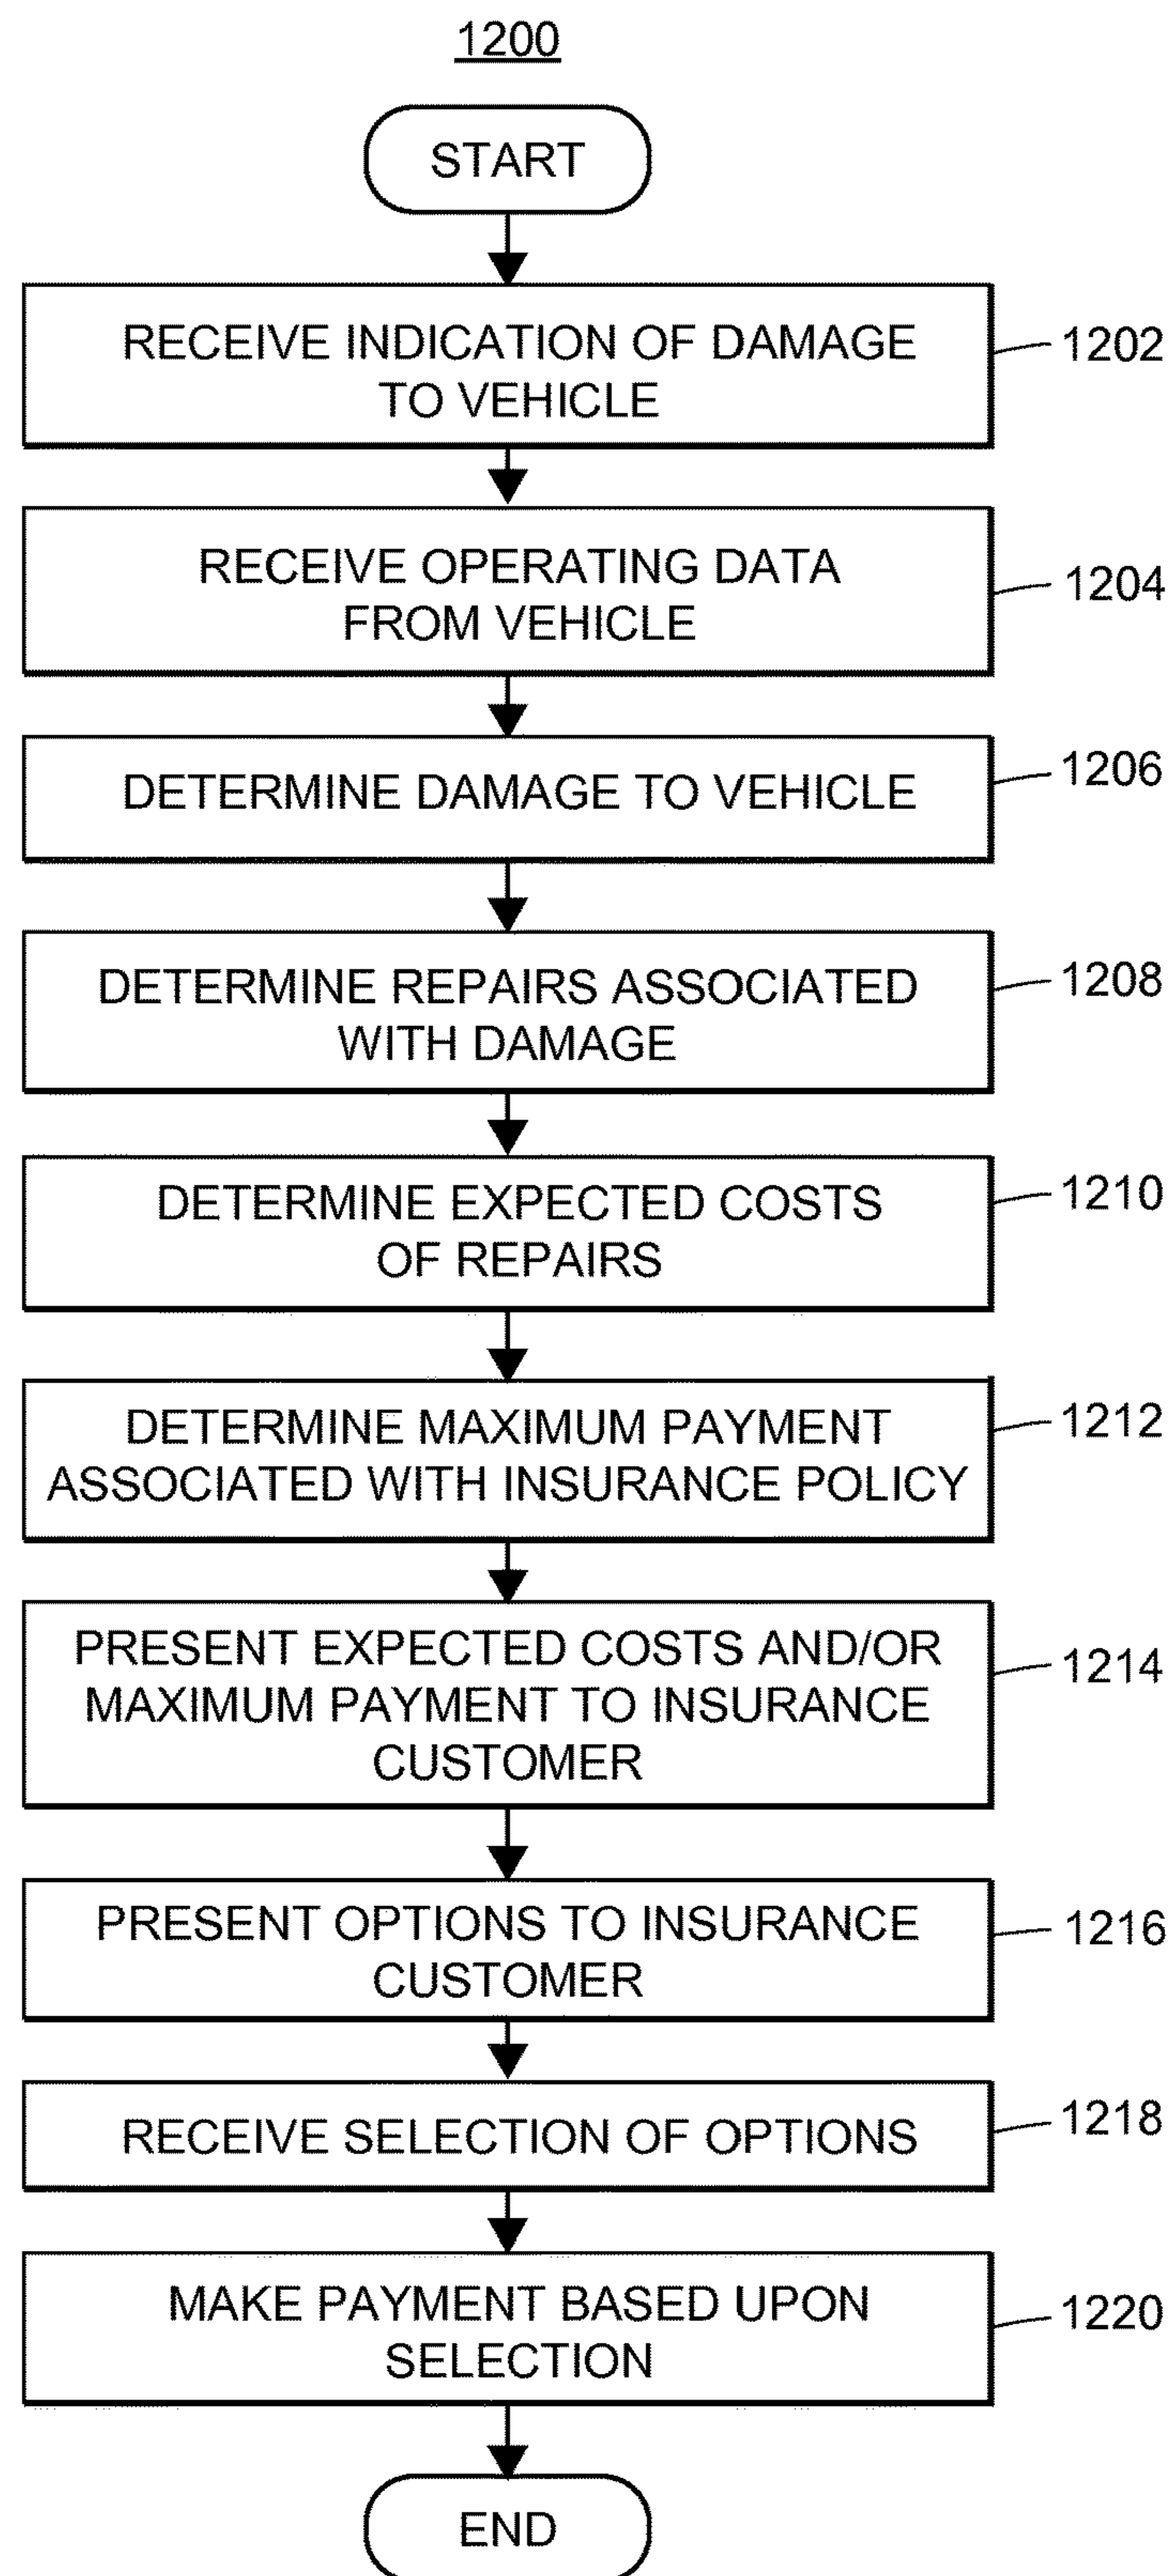 1200
START
RECEIVE INDICATION OF DAMAGE
TO VEHICLE
1202
RECEIVE OPERATING DATA
FROM VEHICLE
1204
DETERMINE DAMAGE TO VEHICLE
1206
DETERMINE REPAIRS ASSOCIATED
WITH DAMAGE
1208
DETERMINE EXPECTED COSTS
OF REPAIRS
1210
DETERMINE MAXIMUM PAYMENT
ASSOCIATED WITH INSURANCE POLICY
1212
PRESENT EXPECTED COSTS AND/OR
MAXIMUM PAYMENT TO INSURANCE
CUSTOMER
1214
PRESENT OPTIONS TO INSURANCE
CUSTOMER
1216
RECEIVE SELECTION OF OPTIONS
1218
MAKE PAYMENT BASED UPON
SELECTION
1220
END